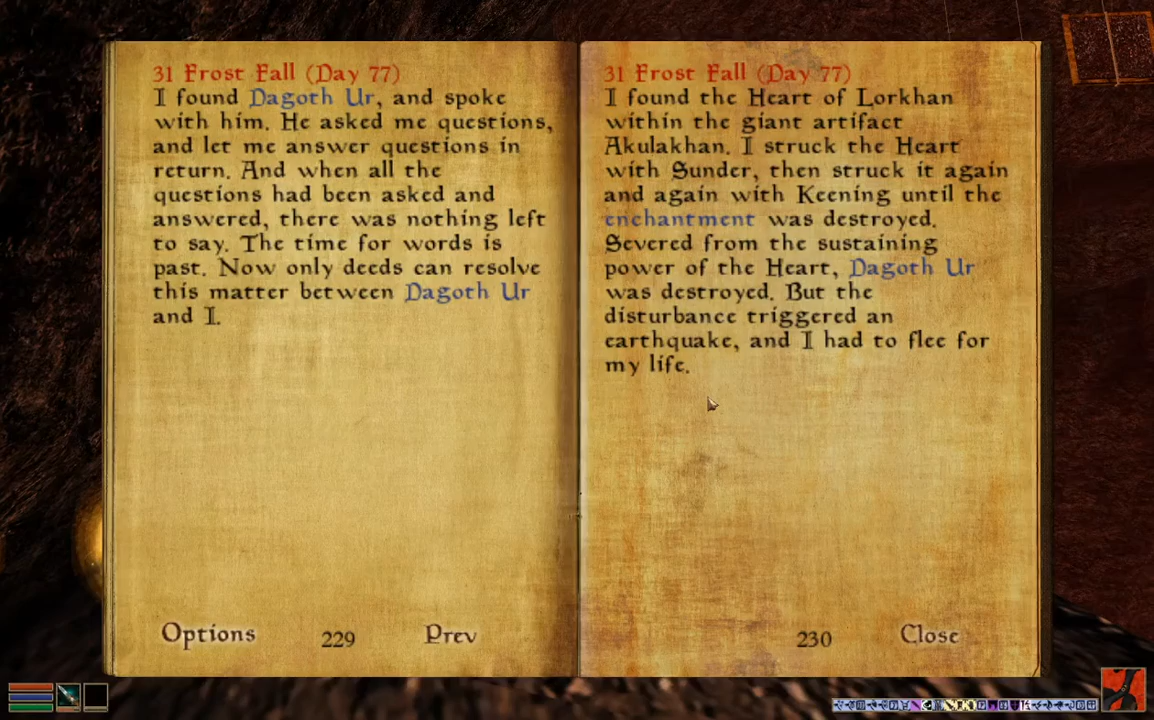 31 Frost Fall (Day 77)
I found Dagoth Ur, and spoke
with him. He asked me questions,
and let me answer questions in
return. And when all the
questions had been asked and
answered, there was nothing left
to say. The time for words is
past. Now only deeds can resolve
this matter between Dagoth Ur
and I.
Options
229
Prev
31 Frost Fall (Day 77)
I found the Heart of Lorkhan
within the giant artifact
Akulakhan. I struck the Heart
with Sunder, then struck it again
and again with Keening until the
enchantment was destroyed.
Severed from the sustaining
power of the Heart, Dagoth Ur
was destroyed. But the
disturbance triggered an
earthquake, and I had to flee for
my life.
230
Close